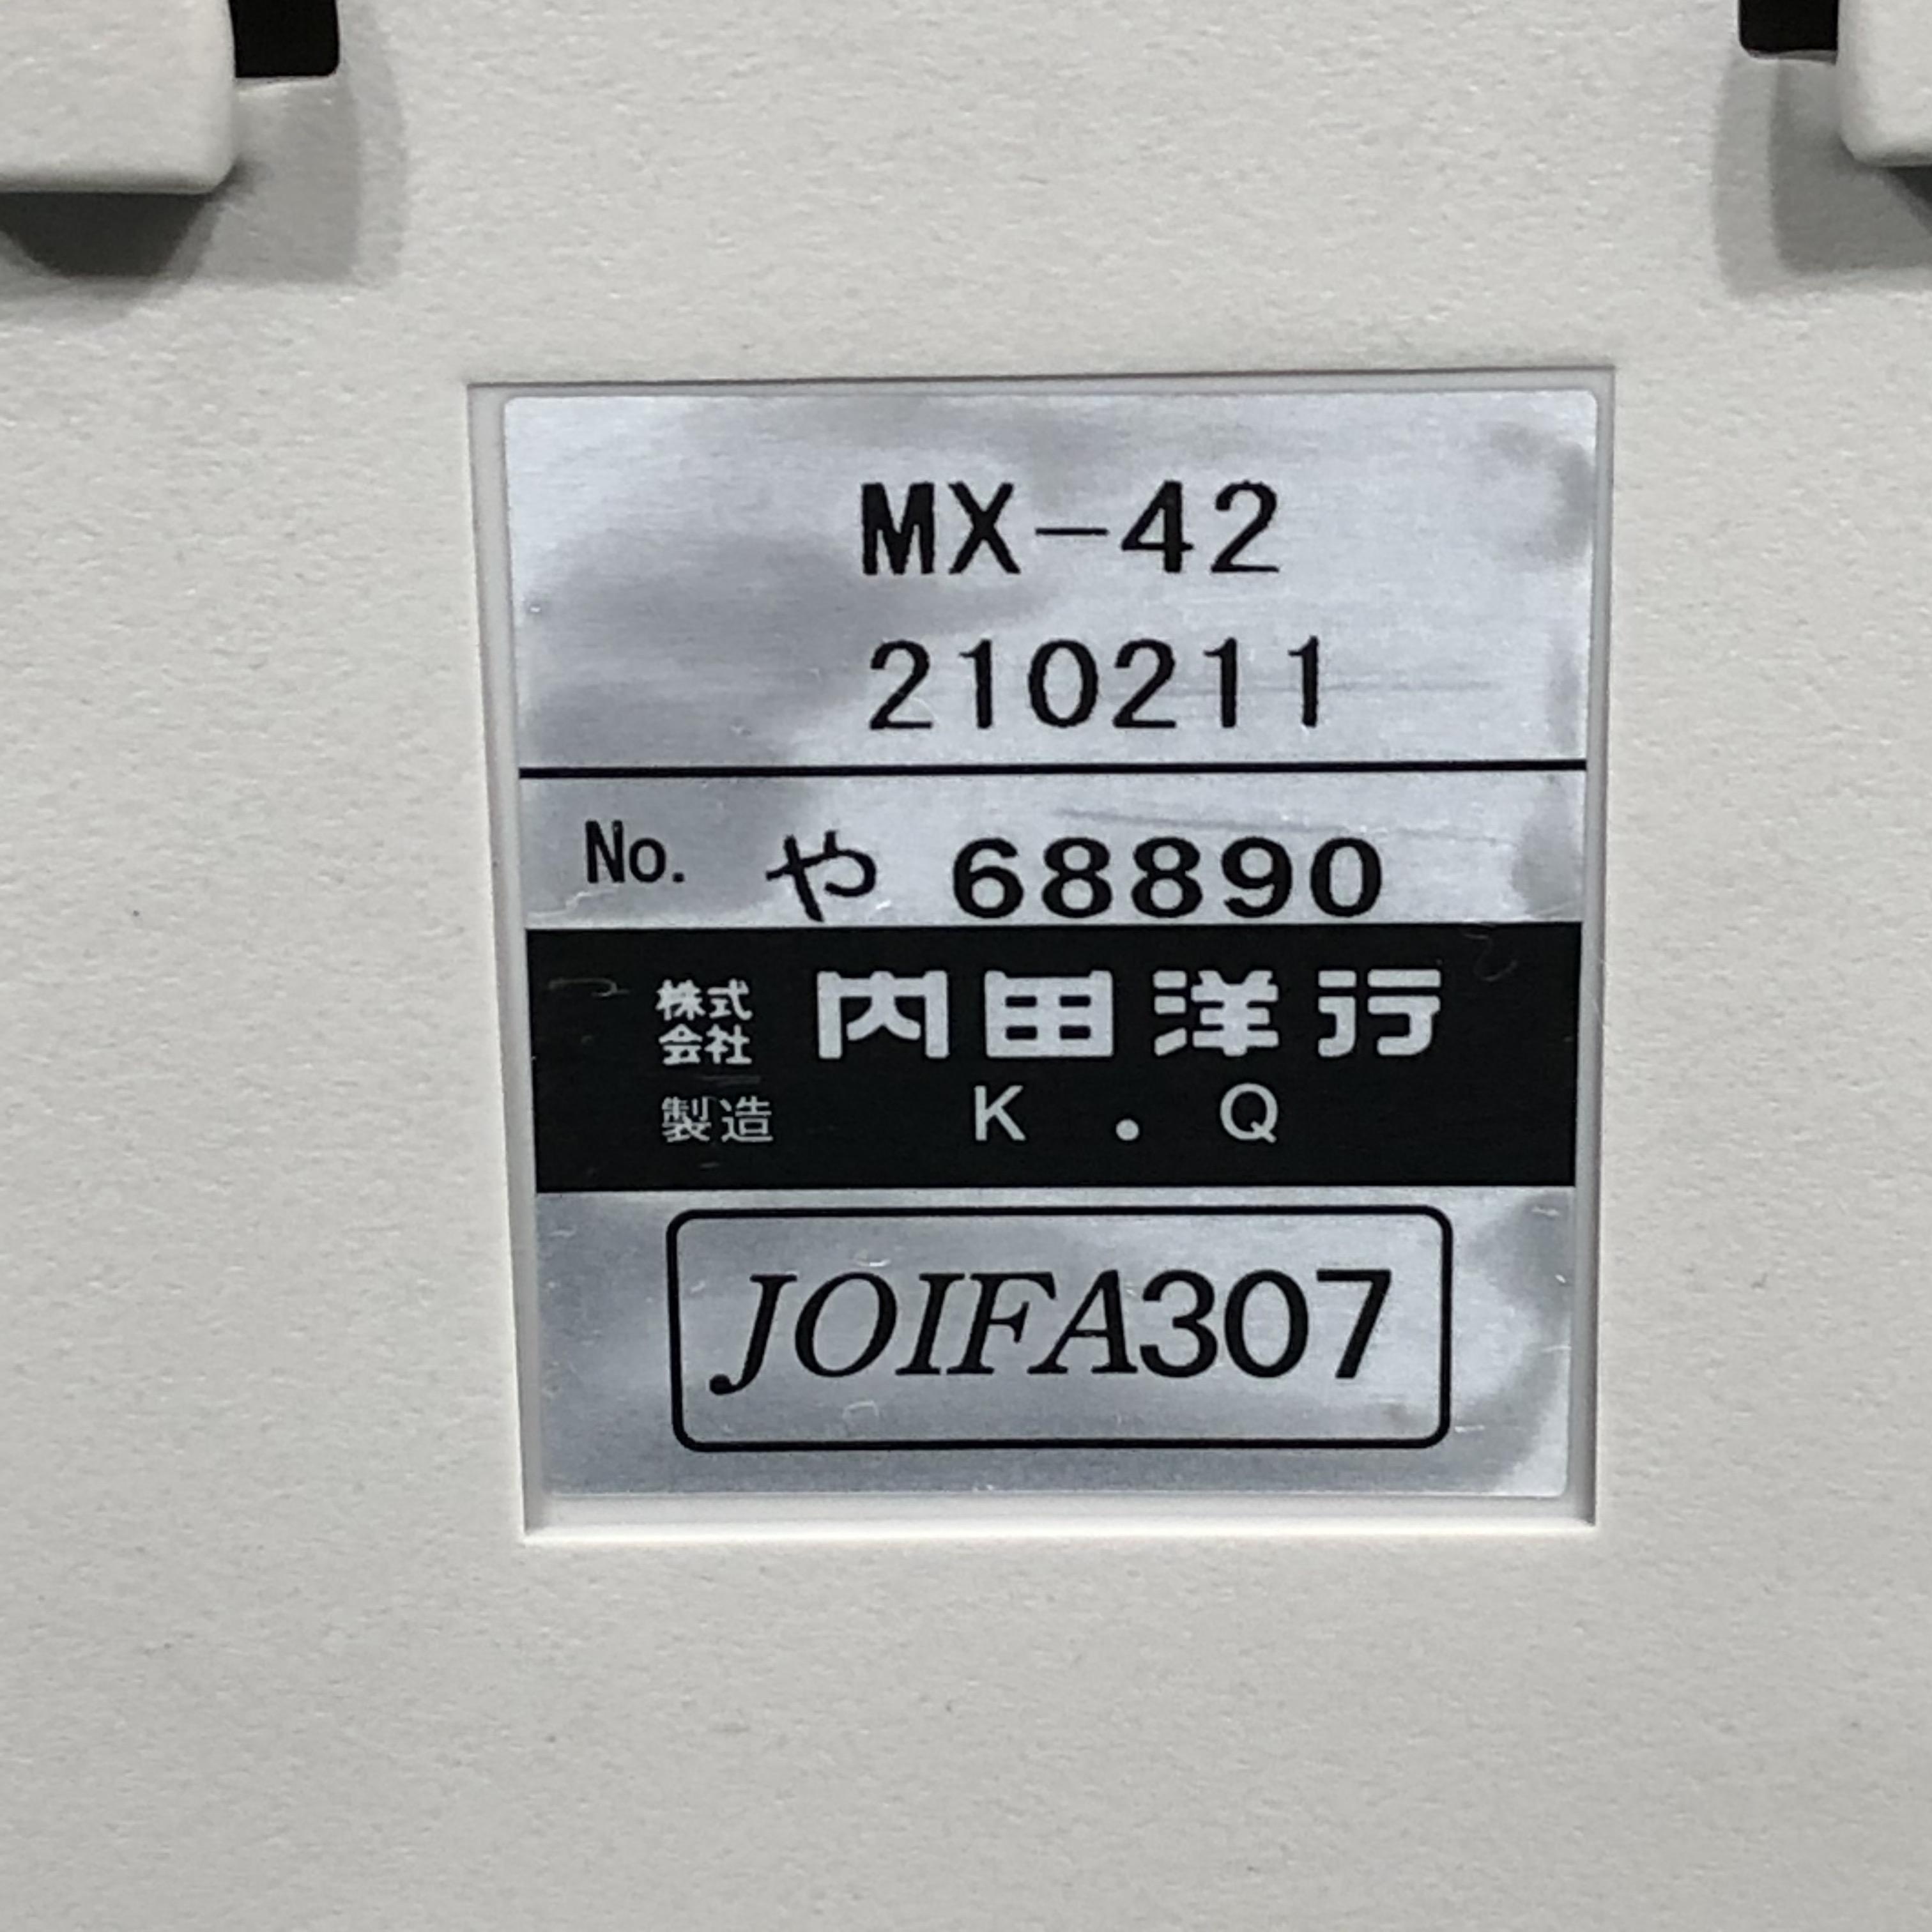 MX-42
210211
No. や 68890
株式会社 内田洋行
製造 K . Q
JOIFA307